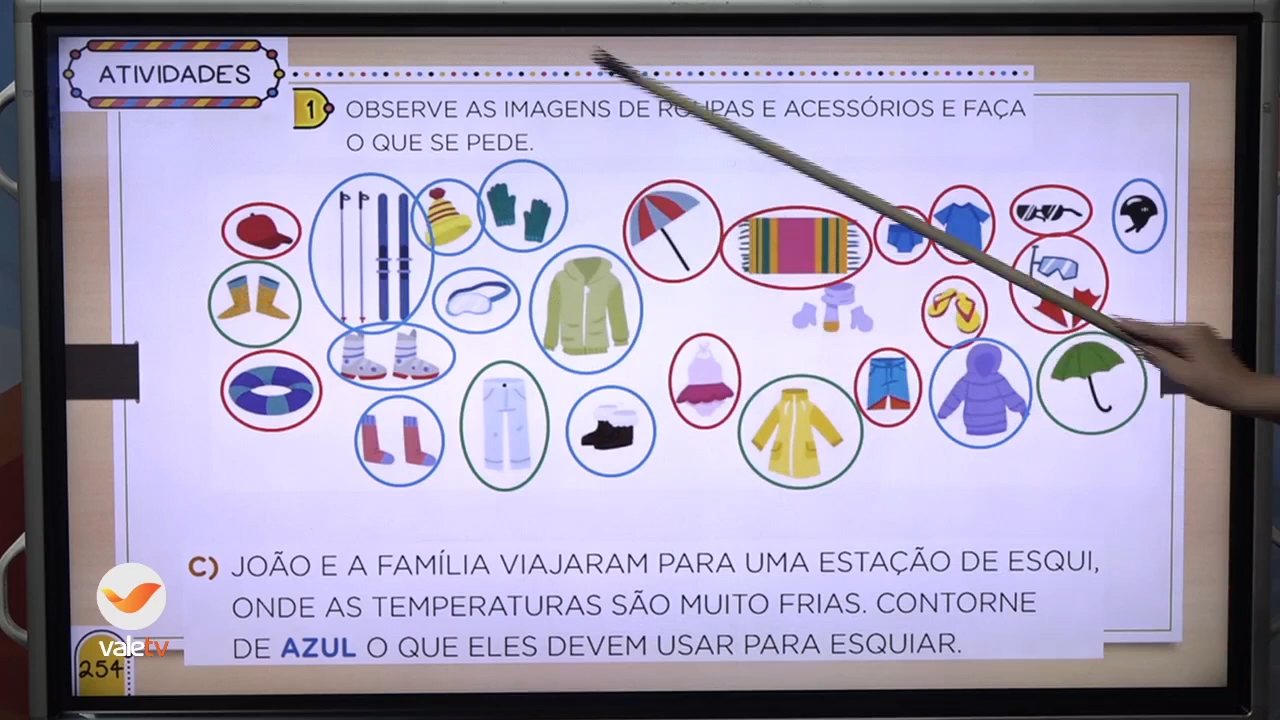 ATIVIDADES
1 OBSERVE AS IMAGENS DE ROUPAS E ACESSÓRIOS E FAÇA
O QUE SE PEDE.
C) JOÃO E A FAMÍLIA VIAJARAM PARA UMA ESTAÇÃO DE ESQUI,
ONDE AS TEMPERATURAS SÃO MUITO FRIAS. CONTORNE
DE AZUL O QUE ELES DEVEM USAR PARA ESQUIAR.
valetv
254